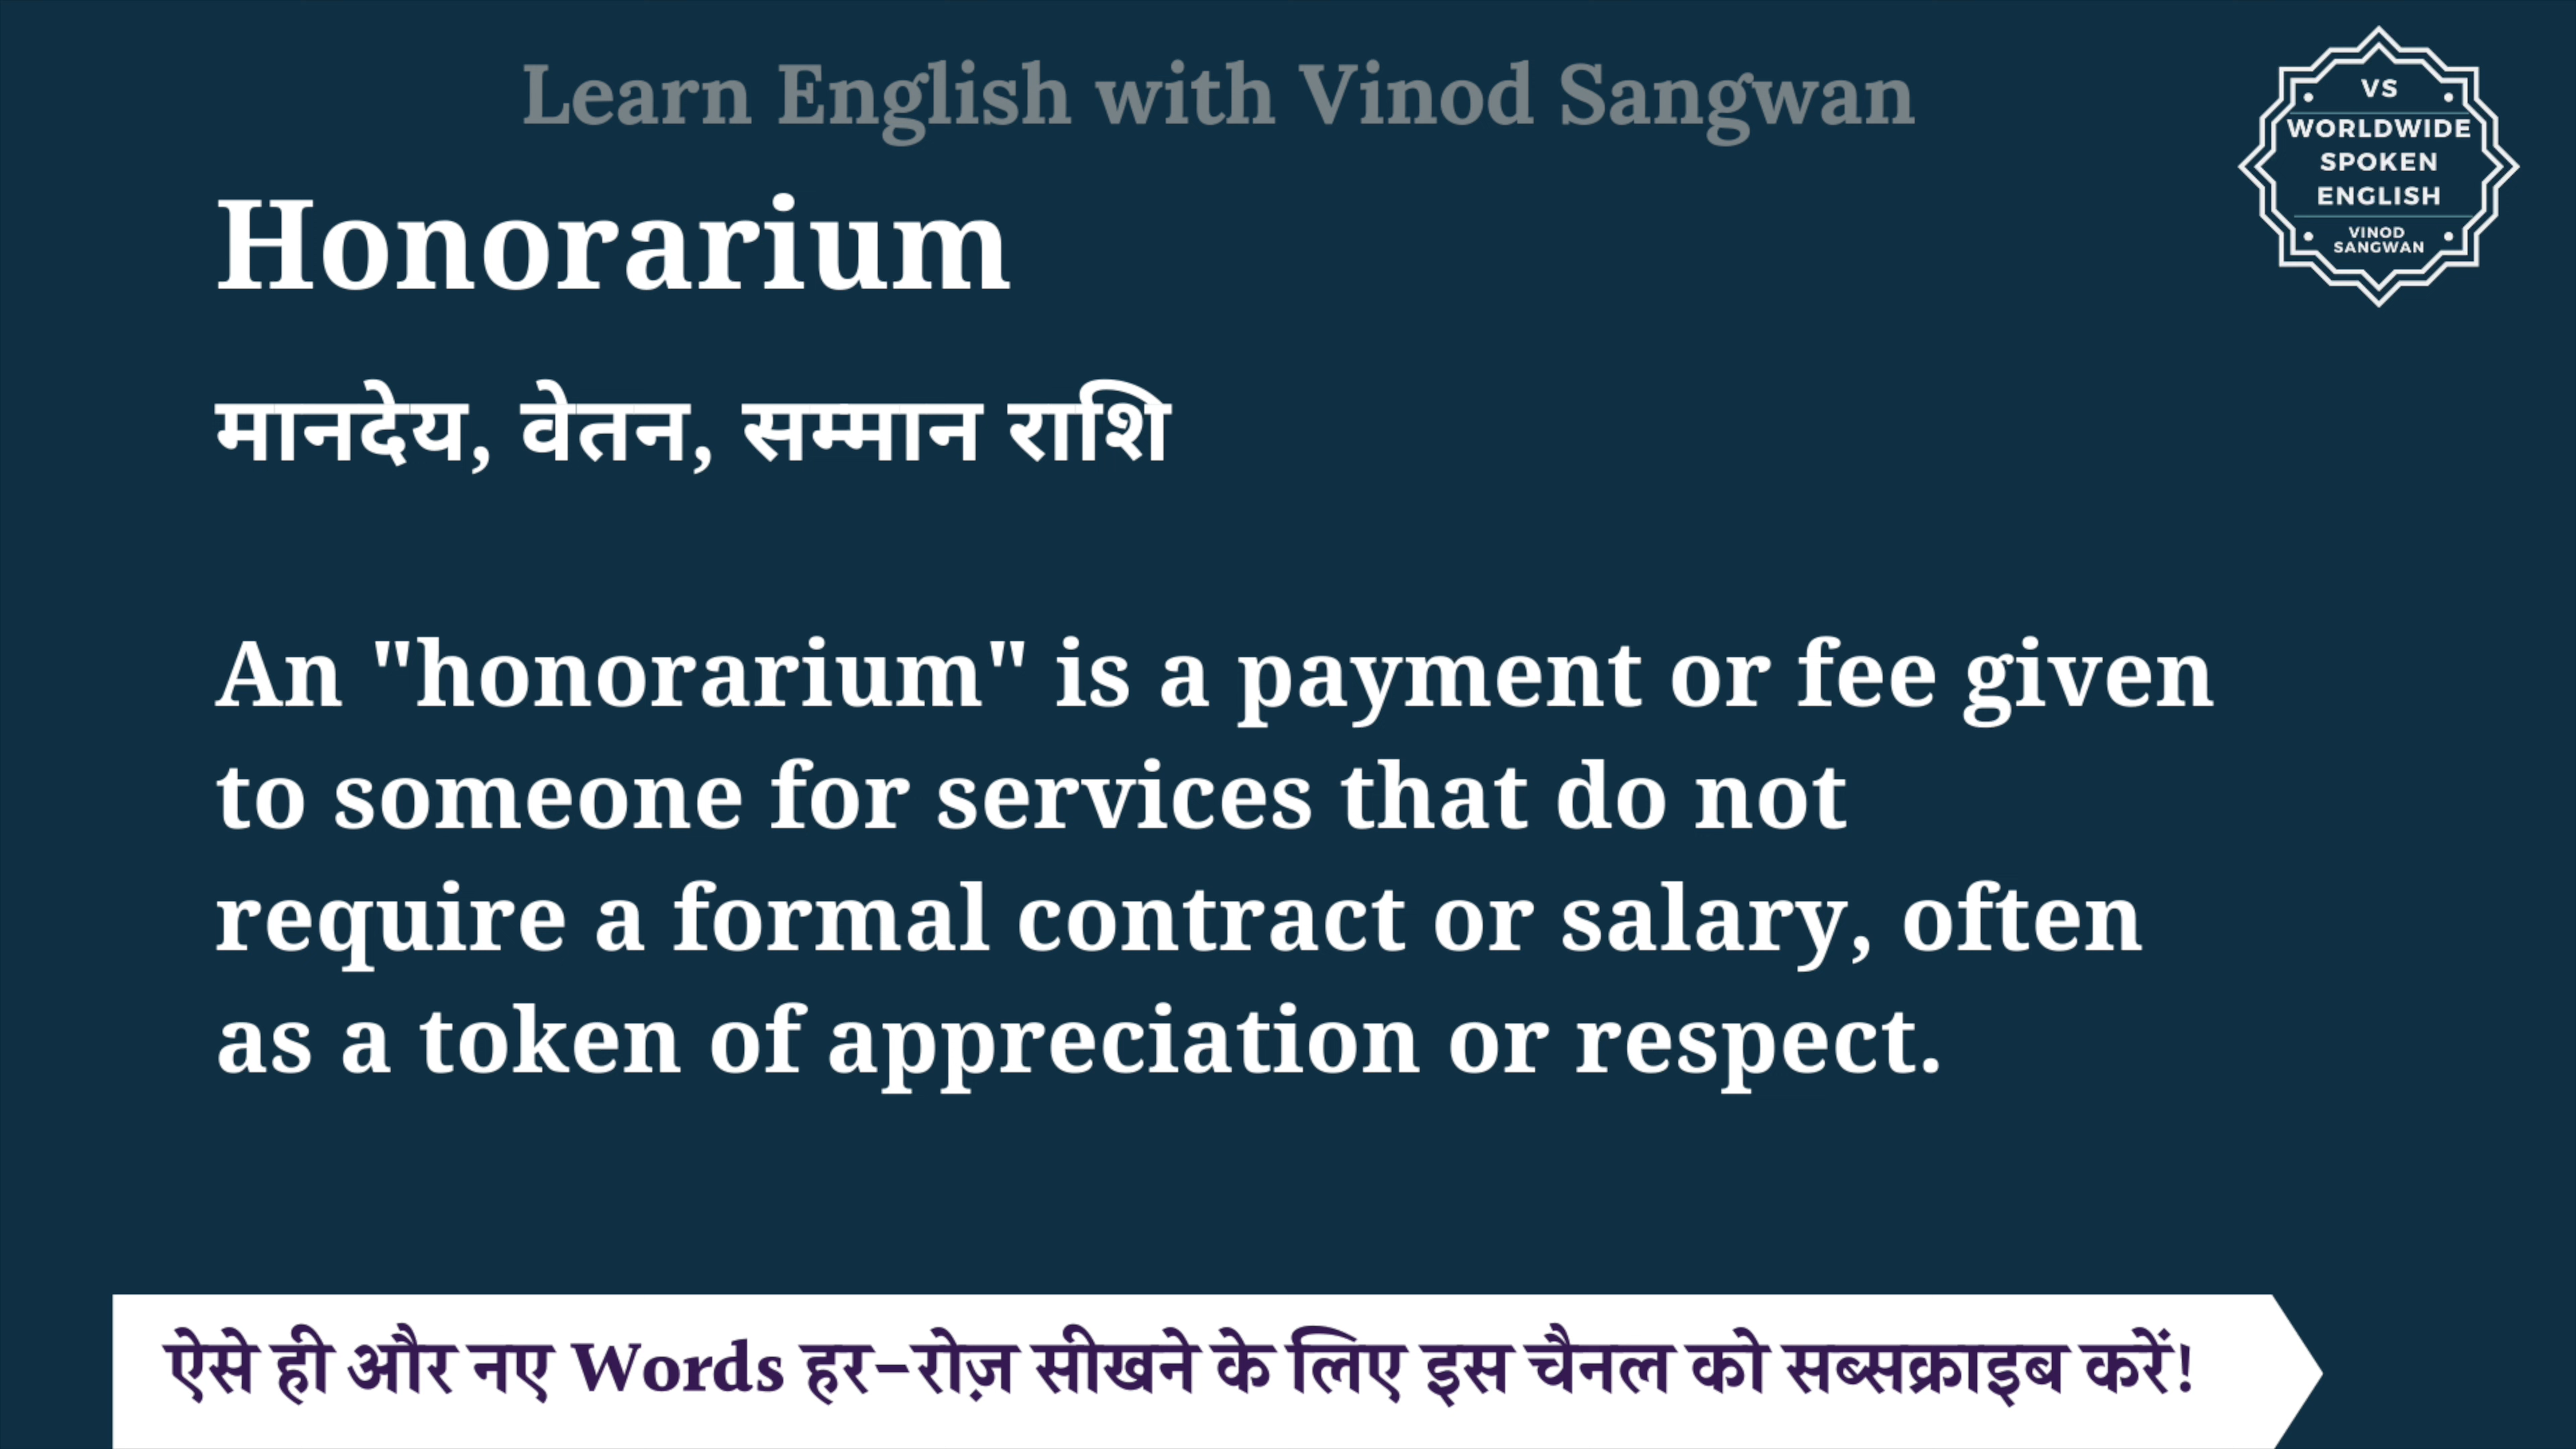 Learn English with Vinod Sangwan
VS
WORLDWIDE
SPOKEN
ENGLISH
VINOD
SANGWAN
Honorarium
मानदेय, वेतन, सम्मान राशि
An "honorarium" is a payment or fee given
to someone for services that do not
require a formal contract or salary, often
as a token of appreciation or respect.
ऐसे ही और नए Words हर-रोज़ सीखने के लिए इस चैनल को सब्सक्राइब करें!